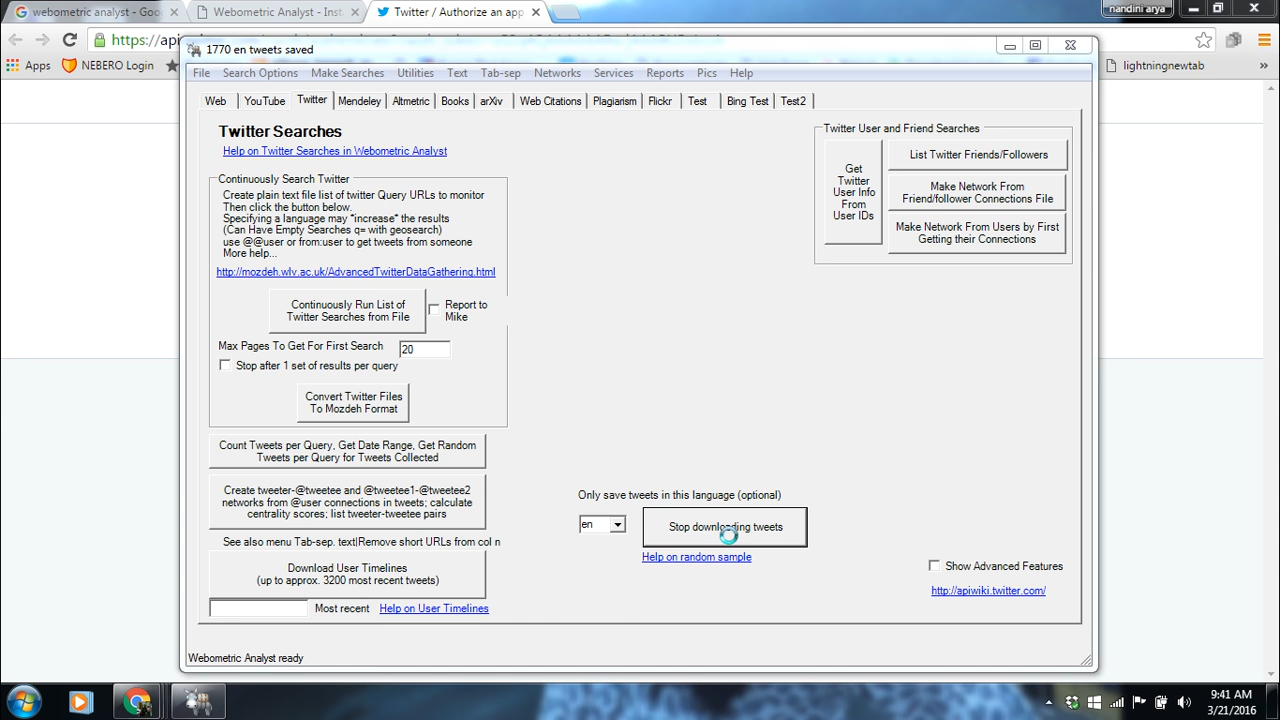 webometric analyst - Goo
Webometric Analyst - Inst
Twitter / Authorize an app
nandini arya
Apps
NEBERO Login
lightningnewtab
»
1770 en tweets saved
File Search Options Make Searches Utilities Text Tab-sep Networks Services Reports Pics Help
Web YouTube Twitter Mendeley Altmetric Books arXiv Web Citations Plagiarism Flickr Test Bing Test Test2
Twitter Searches
Help on Twitter Searches in Webometric Analyst
Continuously Search Twitter
Create plain text file list of twitter Query URLs to monitor
Then click the button below.
Specifying a language may *increase* the results
(Can Have Empty Searches q= with geosearch)
use @@user or from:user to get tweets from someone
More help...
http://mozdeh.wlv.ac.uk/AdvancedTwitterDataGathering.html
Continuously Run List of
Twitter Searches from File
Report to
Mike
Max Pages To Get For First Search 20
Stop after 1 set of results per query
Convert Twitter Files
To Mozdeh Format
Count Tweets per Query, Get Date Range, Get Random
Tweets per Query for Tweets Collected
Create tweeter-@tweetee and @tweetee1-@tweetee2
networks from @user connections in tweets; calculate
centrality scores; list tweeter-tweetee pairs
See also menu Tab-sep. text|Remove short URLs from col n
Download User Timelines
(up to approx. 3200 most recent tweets)
Most recent Help on User Timelines
Twitter User and Friend Searches
Get
Twitter
User Info
From
User IDs
List Twitter Friends/Followers
Make Network From
Friend/follower Connections File
Make Network From Users by First
Getting their Connections
Only save tweets in this language (optional)
en
Stop downloading tweets
Help on random sample
Show Advanced Features
http://apiwiki.twitter.com/
Webometric Analyst ready
9:41 AM
3/21/2016